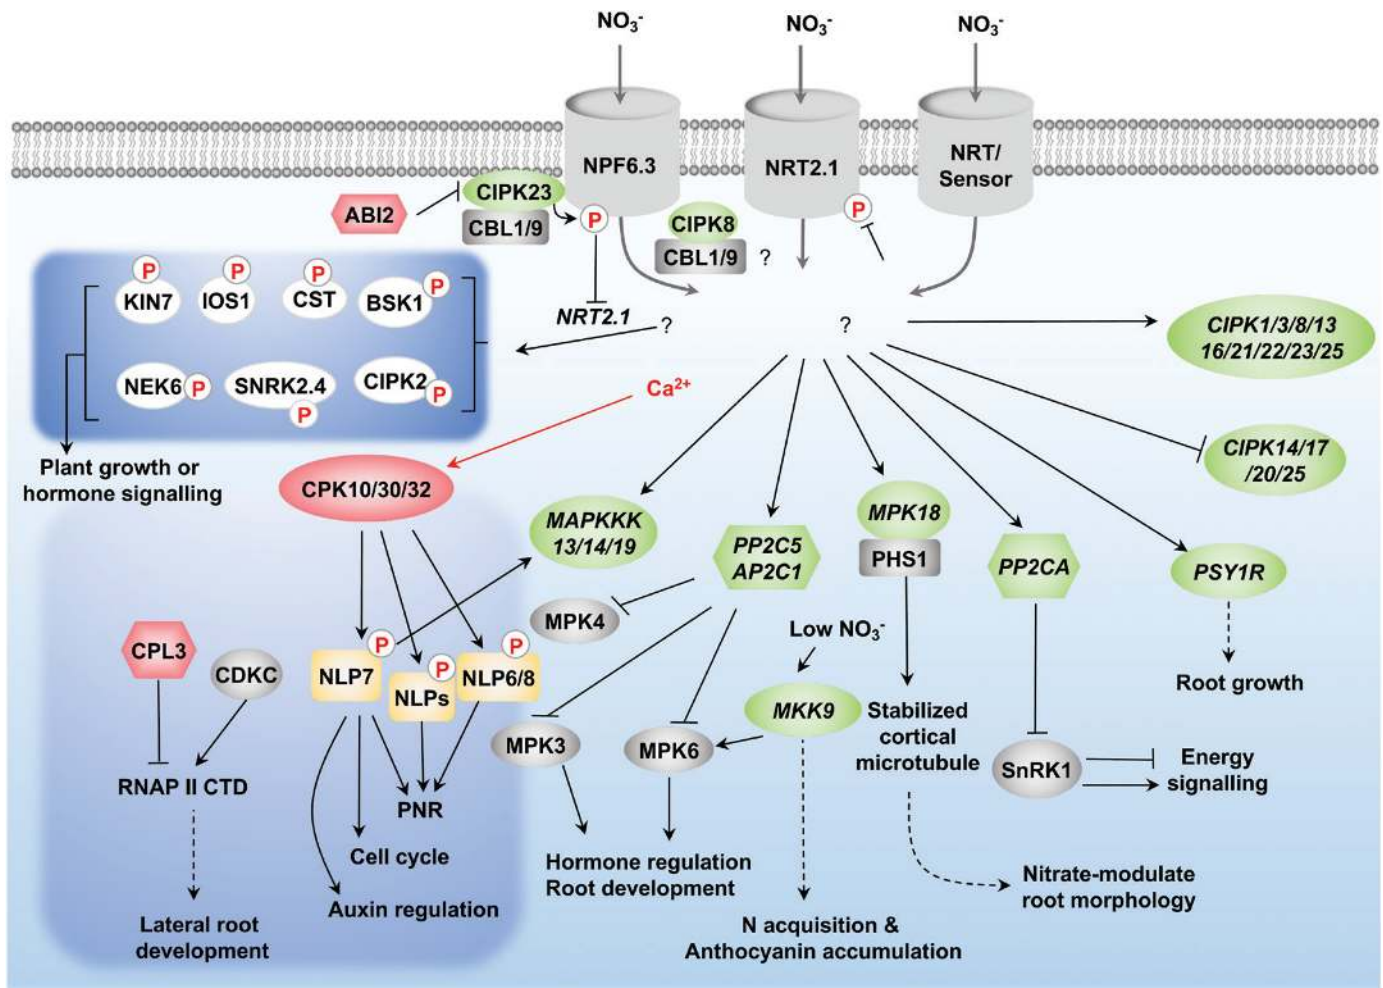 NO₃⁻
NO₃⁻
NO₃⁻
NPF6.3
NRT2.1
NRT/
Sensor
ABI2
CIPK23
CBL1/9
P
CIPK8
CBL1/9
?
P
NRT2.1
P
KIN7
P
IOS1
P
CST
BSK1
P
NEK6
P
SNRK2.4
P
CIPK2
P
?
?
CIPK1/3/8/13
16/21/22/23/25
Ca²⁺
CIPK14/17
/20/25
Plant growth or
hormone signalling
CPK10/30/32
MAPKKK
13/14/19
PP2C5
AP2C1
MPK18
PHS1
PP2CA
PSY1R
MPK4
Low NO₃⁻
CPL3
CDKC
P
NLP7
P
NLPs
P
NLP6/8
Root growth
MPK3
MPK6
MKK9
Stabilized
cortical
microtubule
SnRK1
Energy
signalling
RNAP II CTD
PNR
Cell cycle
Auxin regulation
Hormone regulation
Root development
Nitrate-modulate
root morphology
Lateral root
development
N acquisition &
Anthocyanin accumulation